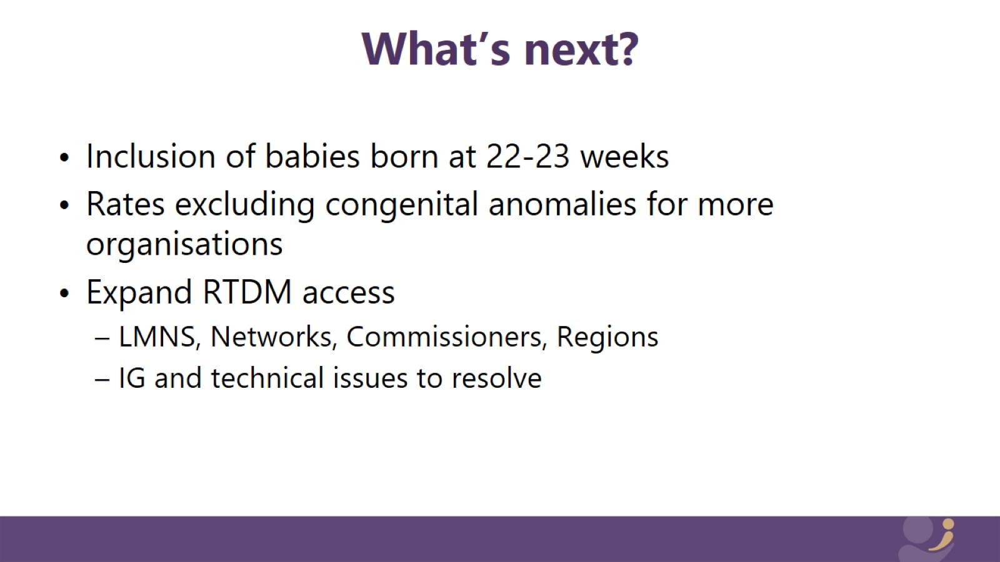 What’s next?
• Inclusion of babies born at 22-23 weeks
• Rates excluding congenital anomalies for more
organisations
• Expand RTDM access
– LMNS, Networks, Commissioners, Regions
– IG and technical issues to resolve